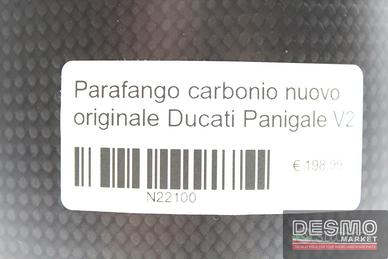 Parafango carbonio nuovo
originale Ducati Panigale V2
€ 198.99
N22100
DESMO
MARKET